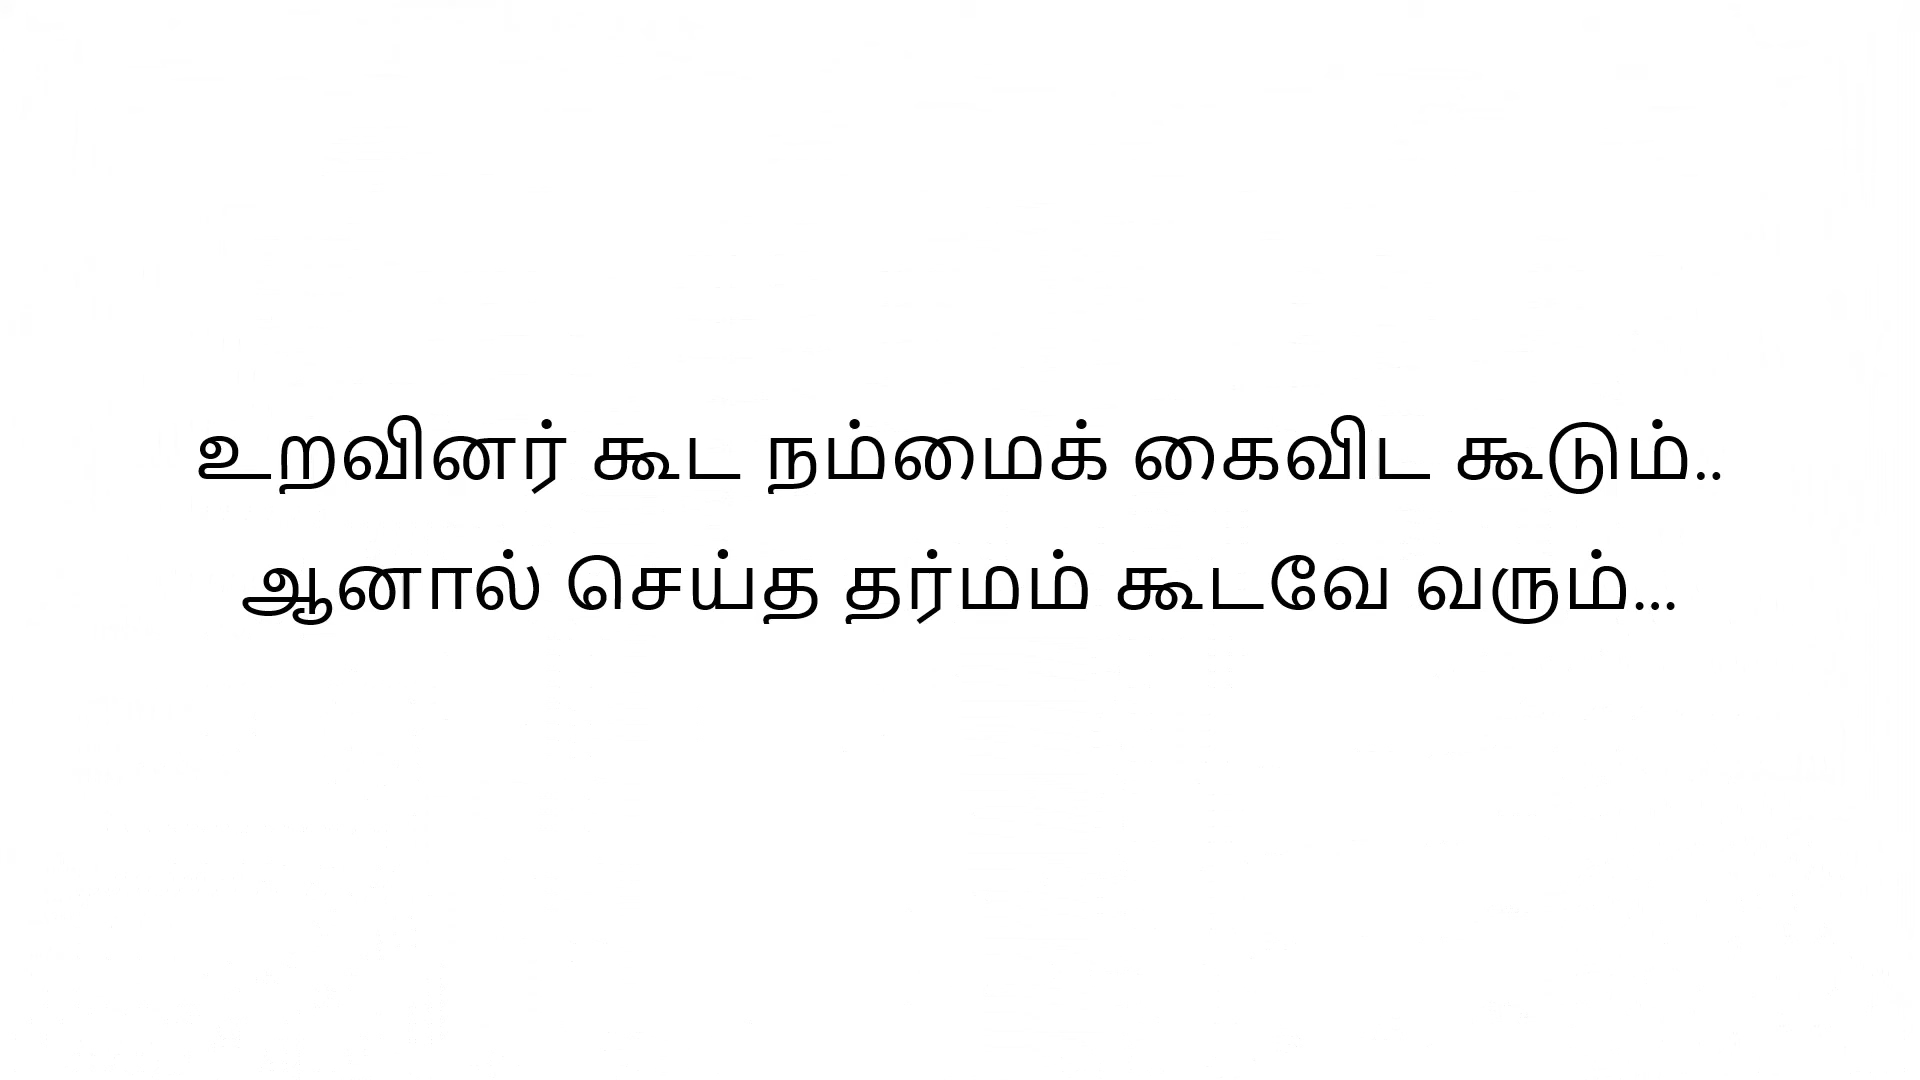 உறவினர் கூட நம்மைக் கைவிட கூடும்..
ஆனால் செய்த தர்மம் கூடவே வரும்...